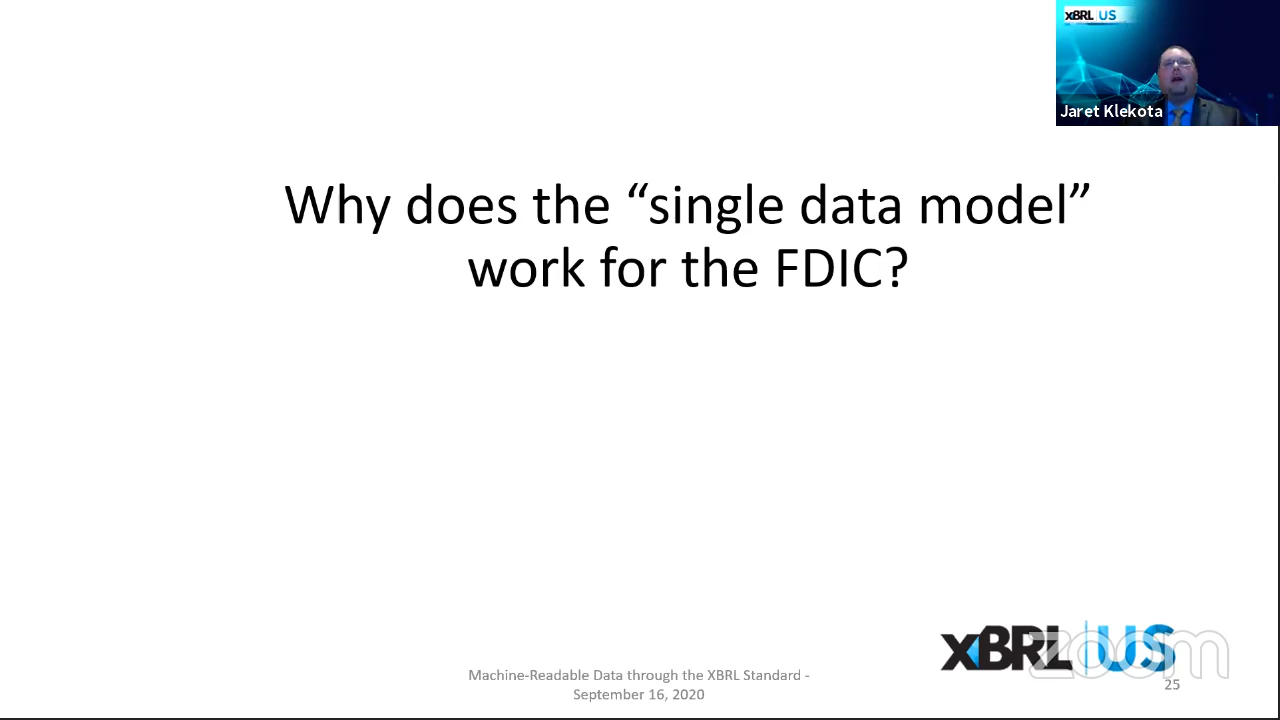 XBRL US
Jaret Klekota
Why does the “single data model”
work for the FDIC?
XBRL US
zoom
Machine-Readable Data through the XBRL Standard -
September 16, 2020
25